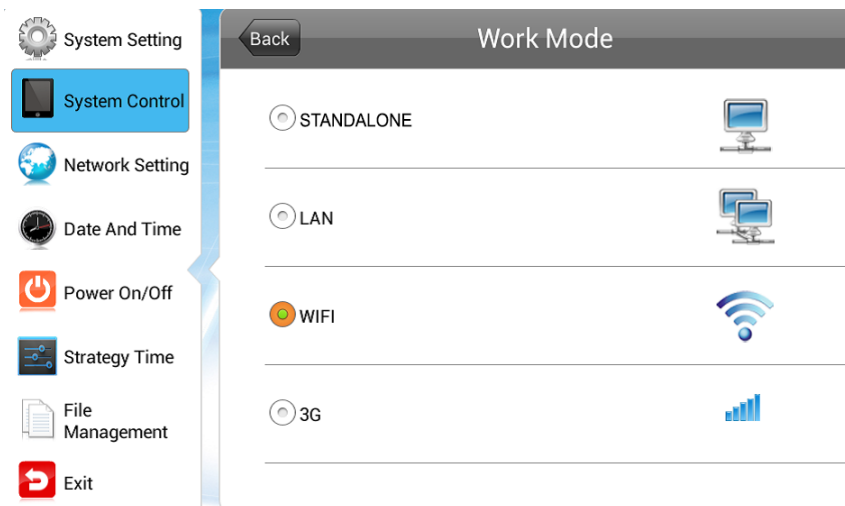 System Setting
System Control
Network Setting
Date And Time
Power On/Off
Strategy Time
File
Management
Exit
Back
Work Mode
STANDALONE
LAN
WIFI
3G